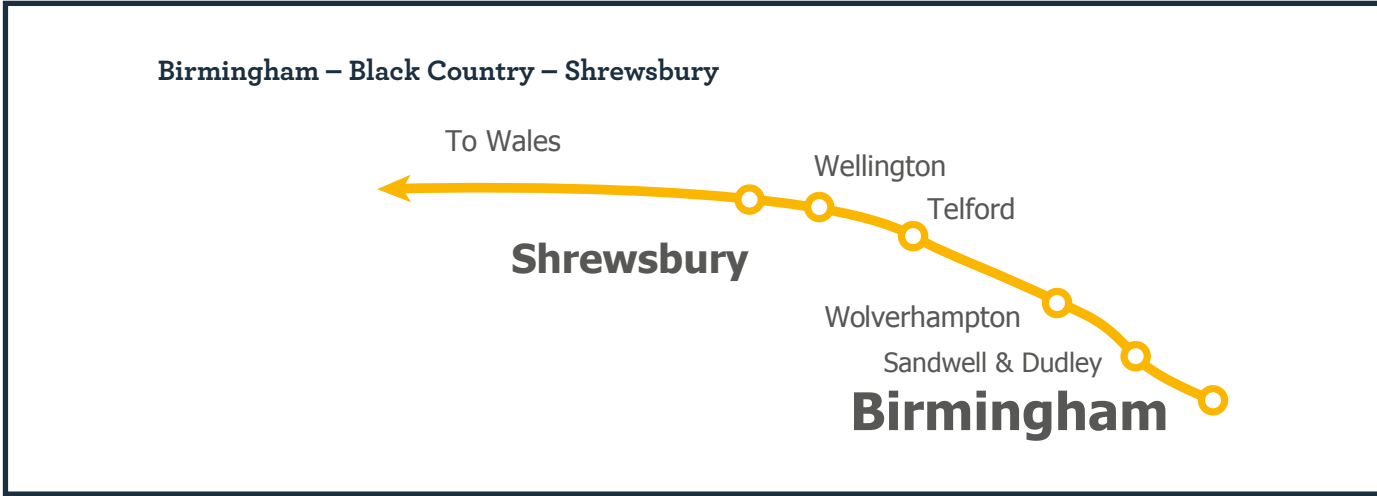 Birmingham – Black Country – Shrewsbury
To Wales
Wellington
Telford
Shrewsbury
Wolverhampton
Sandwell & Dudley
Birmingham